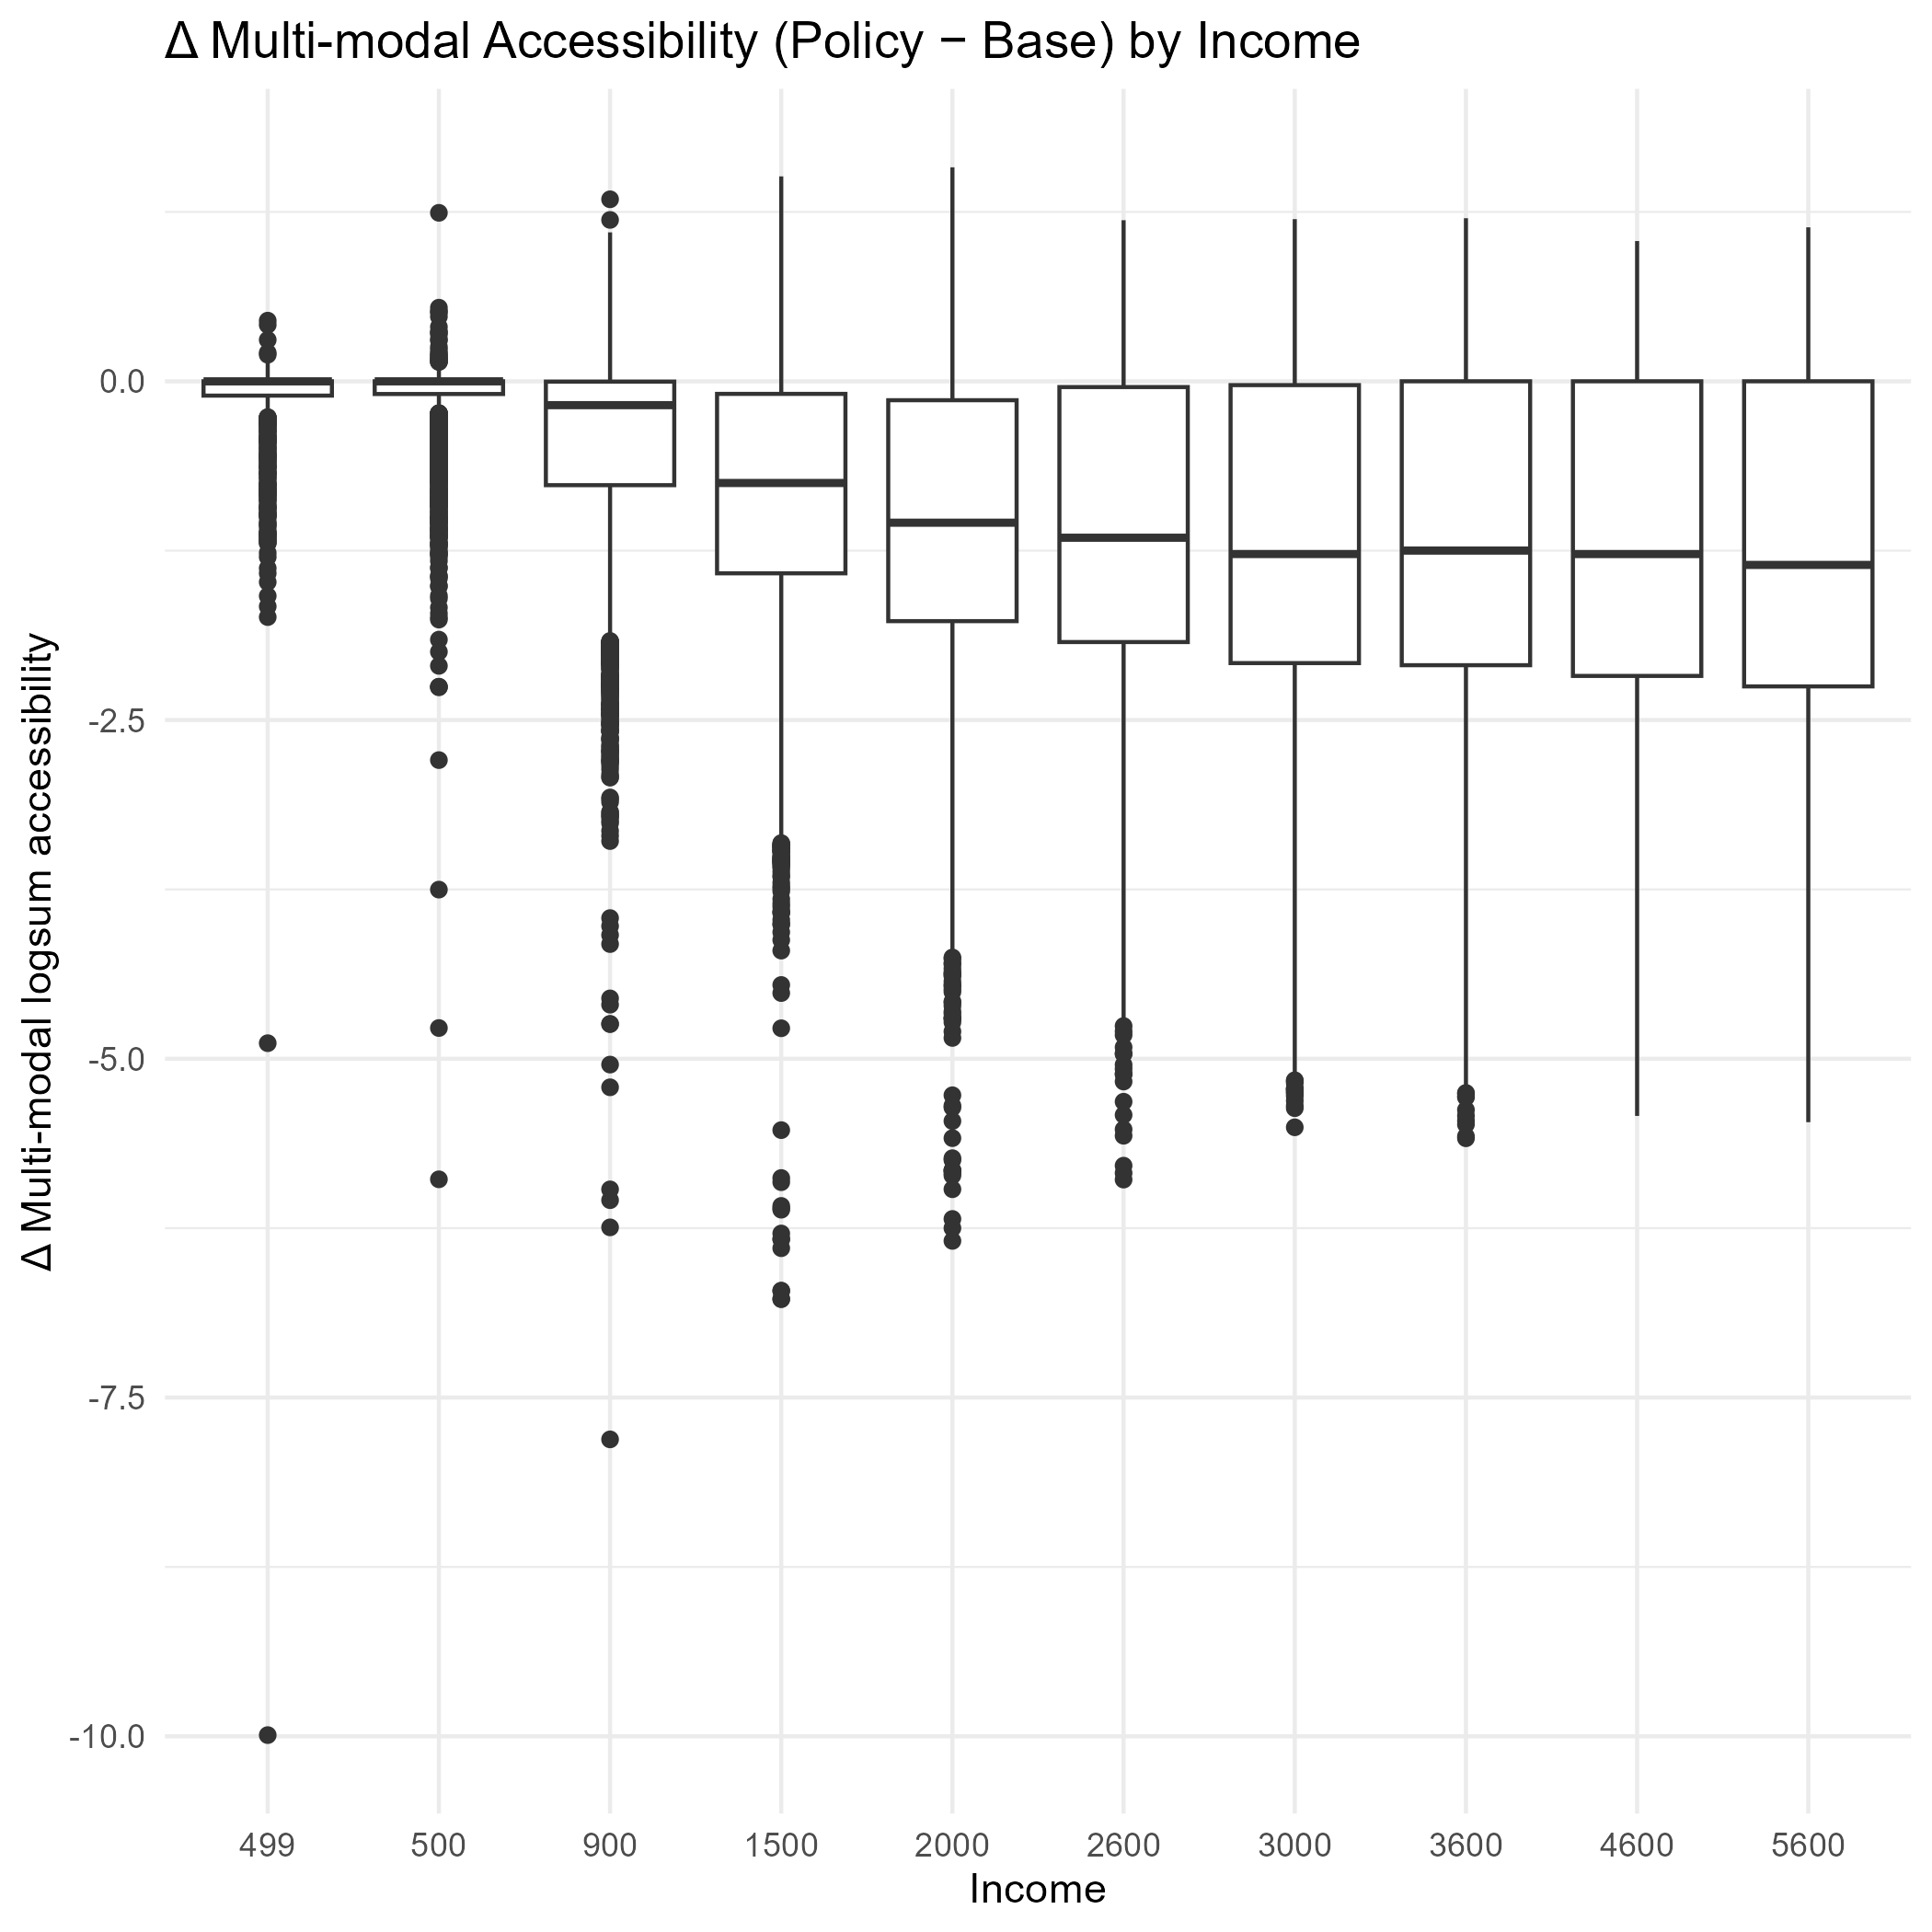 Δ Multi-modal Accessibility (Policy − Base) by Income
Δ Multi-modal logsum accessibility
0.0
-2.5
-5.0
-7.5
-10.0
499 500 900 1500 2000 2600 3000 3600 4600 5600
Income